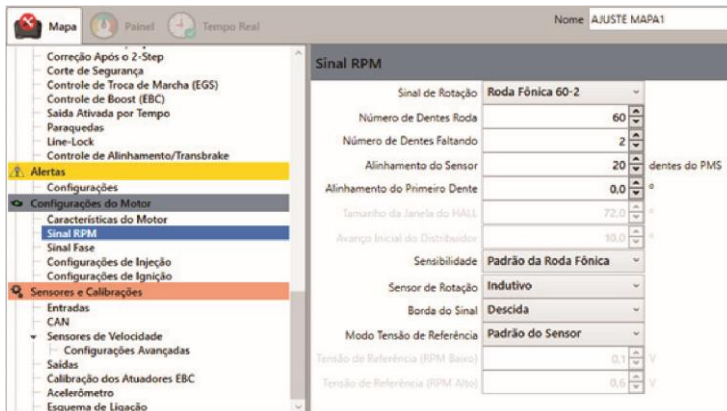 Mapa
Painel
Tempo Real
Nome AJUSTE MAPA1
Correção Após o 2-Step
Corte de Segurança
Controle de Troca de Marcha (EGS)
Controle de Boost (EBC)
Saída Ativada por Tempo
Paraquedas
Line-Lock
Controle de Alinhamento/Transbrake
Alertas
Configurações
Configurações do Motor
Características do Motor
Sinal RPM
Sinal Fase
Configurações de Injeção
Configurações de Ignição
Sensores e Calibrações
Entradas
CAN
Sensores de Velocidade
Configurações Avançadas
Saídas
Calibração dos Atuadores EBC
Acelerômetro
Esquema de Ligação
Sinal RPM
Sinal de Rotação Roda Fônica 60-2
Número de Dentes Roda 60
Número de Dentes Faltando 2
Alinhamento do Sensor 20 dentes do PMS
Alinhamento do Primeiro Dente 0,0 °
Tamanho da Janela do HALL 72,0 °
Avanço Inicial do Distribuidor 10,0 °
Sensibilidade Padrão da Roda Fônica
Sensor de Rotação Indutivo
Borda do Sinal Descida
Modo Tensão de Referência Padrão do Sensor
Tensão de Referência (RPM Baixo) 0,1 V
Tensão de Referência (RPM Alto) 0,6 V